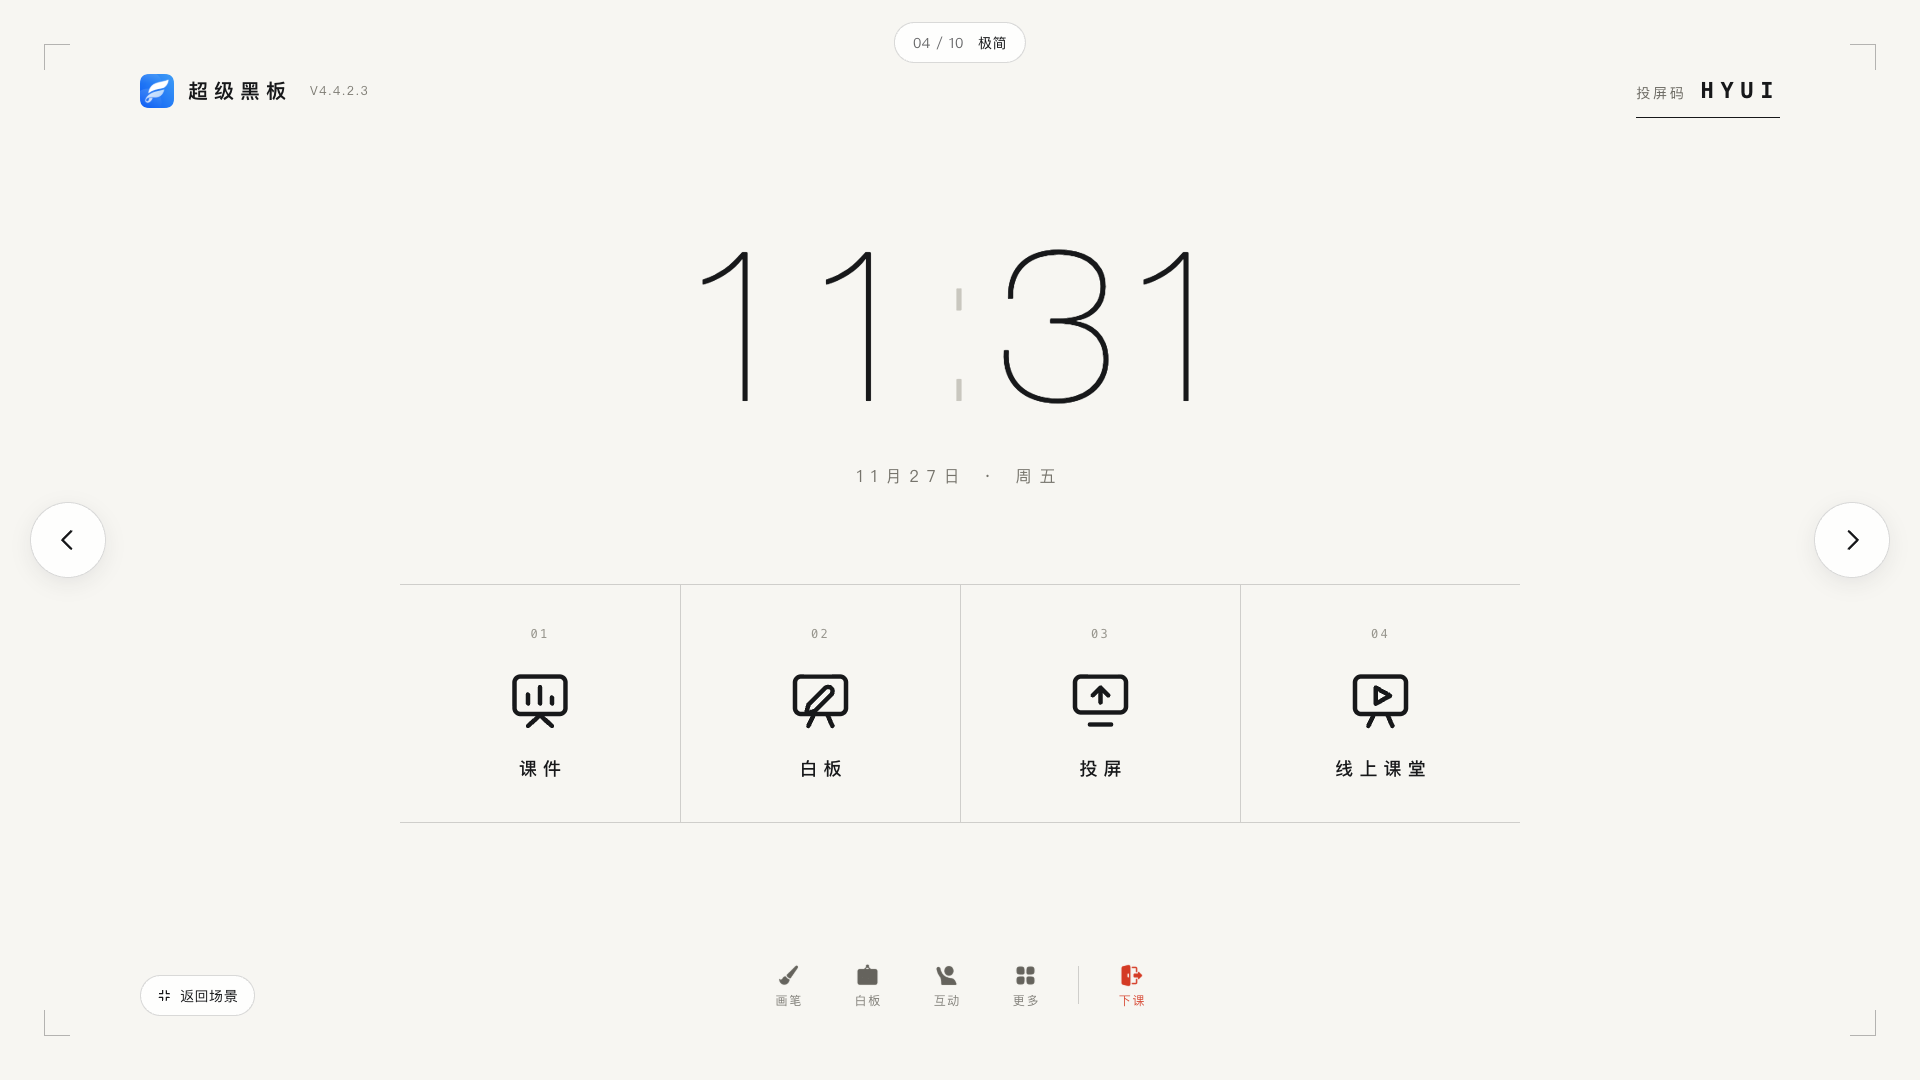 04 / 10 极简
超级黑板 V4.4.2.3
投屏码 HYUI
11:31
11月27日 · 周五
01
02
03
04
课件
白板
投屏
线上课堂
返回场景
画笔
白板
互动
更多
下课